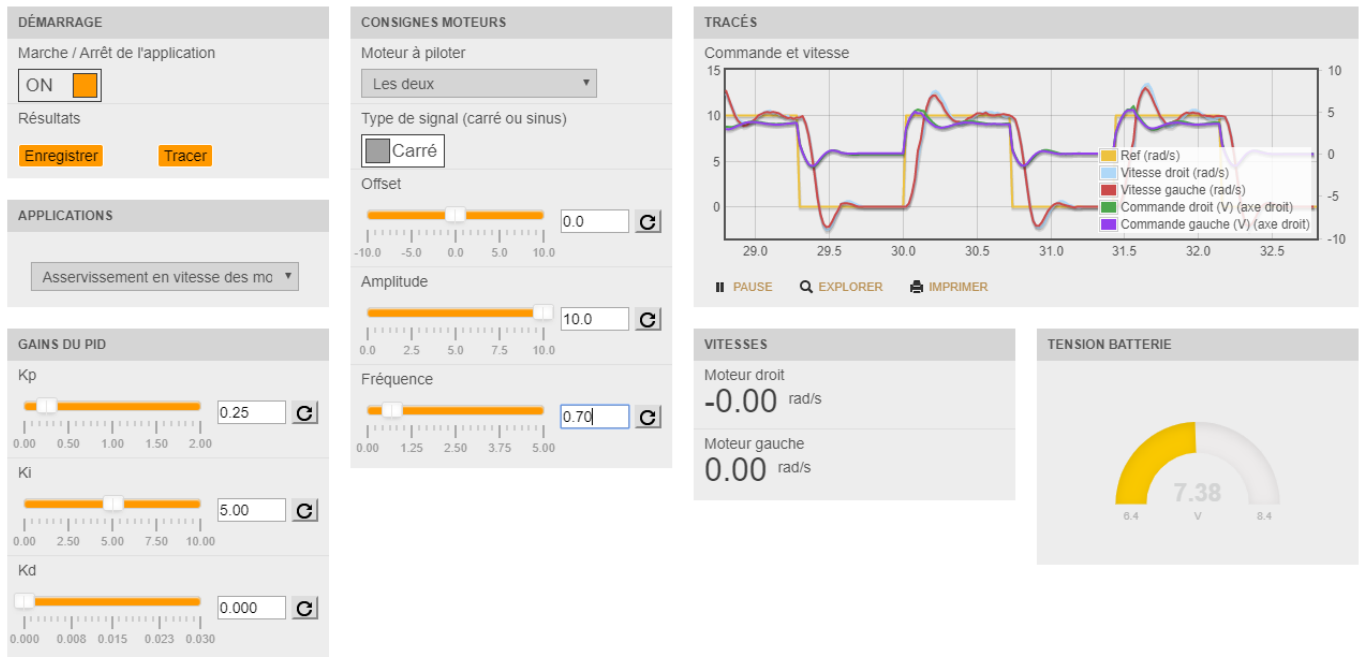 DÉMARRAGE
Marche / Arrêt de l'application
ON
Résultats
Enregistrer Tracer
APPLICATIONS
Asservissement en vitesse des mo
GAINS DU PID
Kp
0.25
0.00 0.50 1.00 1.50 2.00
Ki
5.00
0.00 2.50 5.00 7.50 10.00
Kd
0.000
0.000 0.008 0.015 0.023 0.030
CONSIGNES MOTEURS
Moteur à piloter
Les deux
Type de signal (carré ou sinus)
Carré
Offset
0.0
-10.0 -5.0 0.0 5.0 10.0
Amplitude
10.0
0.0 2.5 5.0 7.5 10.0
Fréquence
0.70
0.00 1.25 2.50 3.75 5.00
TRACÉS
Commande et vitesse
15 10
10 5
5 0
0 -5
-10
Ref (rad/s)
Vitesse droit (rad/s)
Vitesse gauche (rad/s)
Commande droit (V) (axe droit)
Commande gauche (V) (axe droit)
29.0 29.5 30.0 30.5 31.0 31.5 32.0 32.5
PAUSE EXPLORER IMPRIMER
VITESSES
Moteur droit
-0.00 rad/s
Moteur gauche
0.00 rad/s
TENSION BATTERIE
7.38
6.4 V 8.4